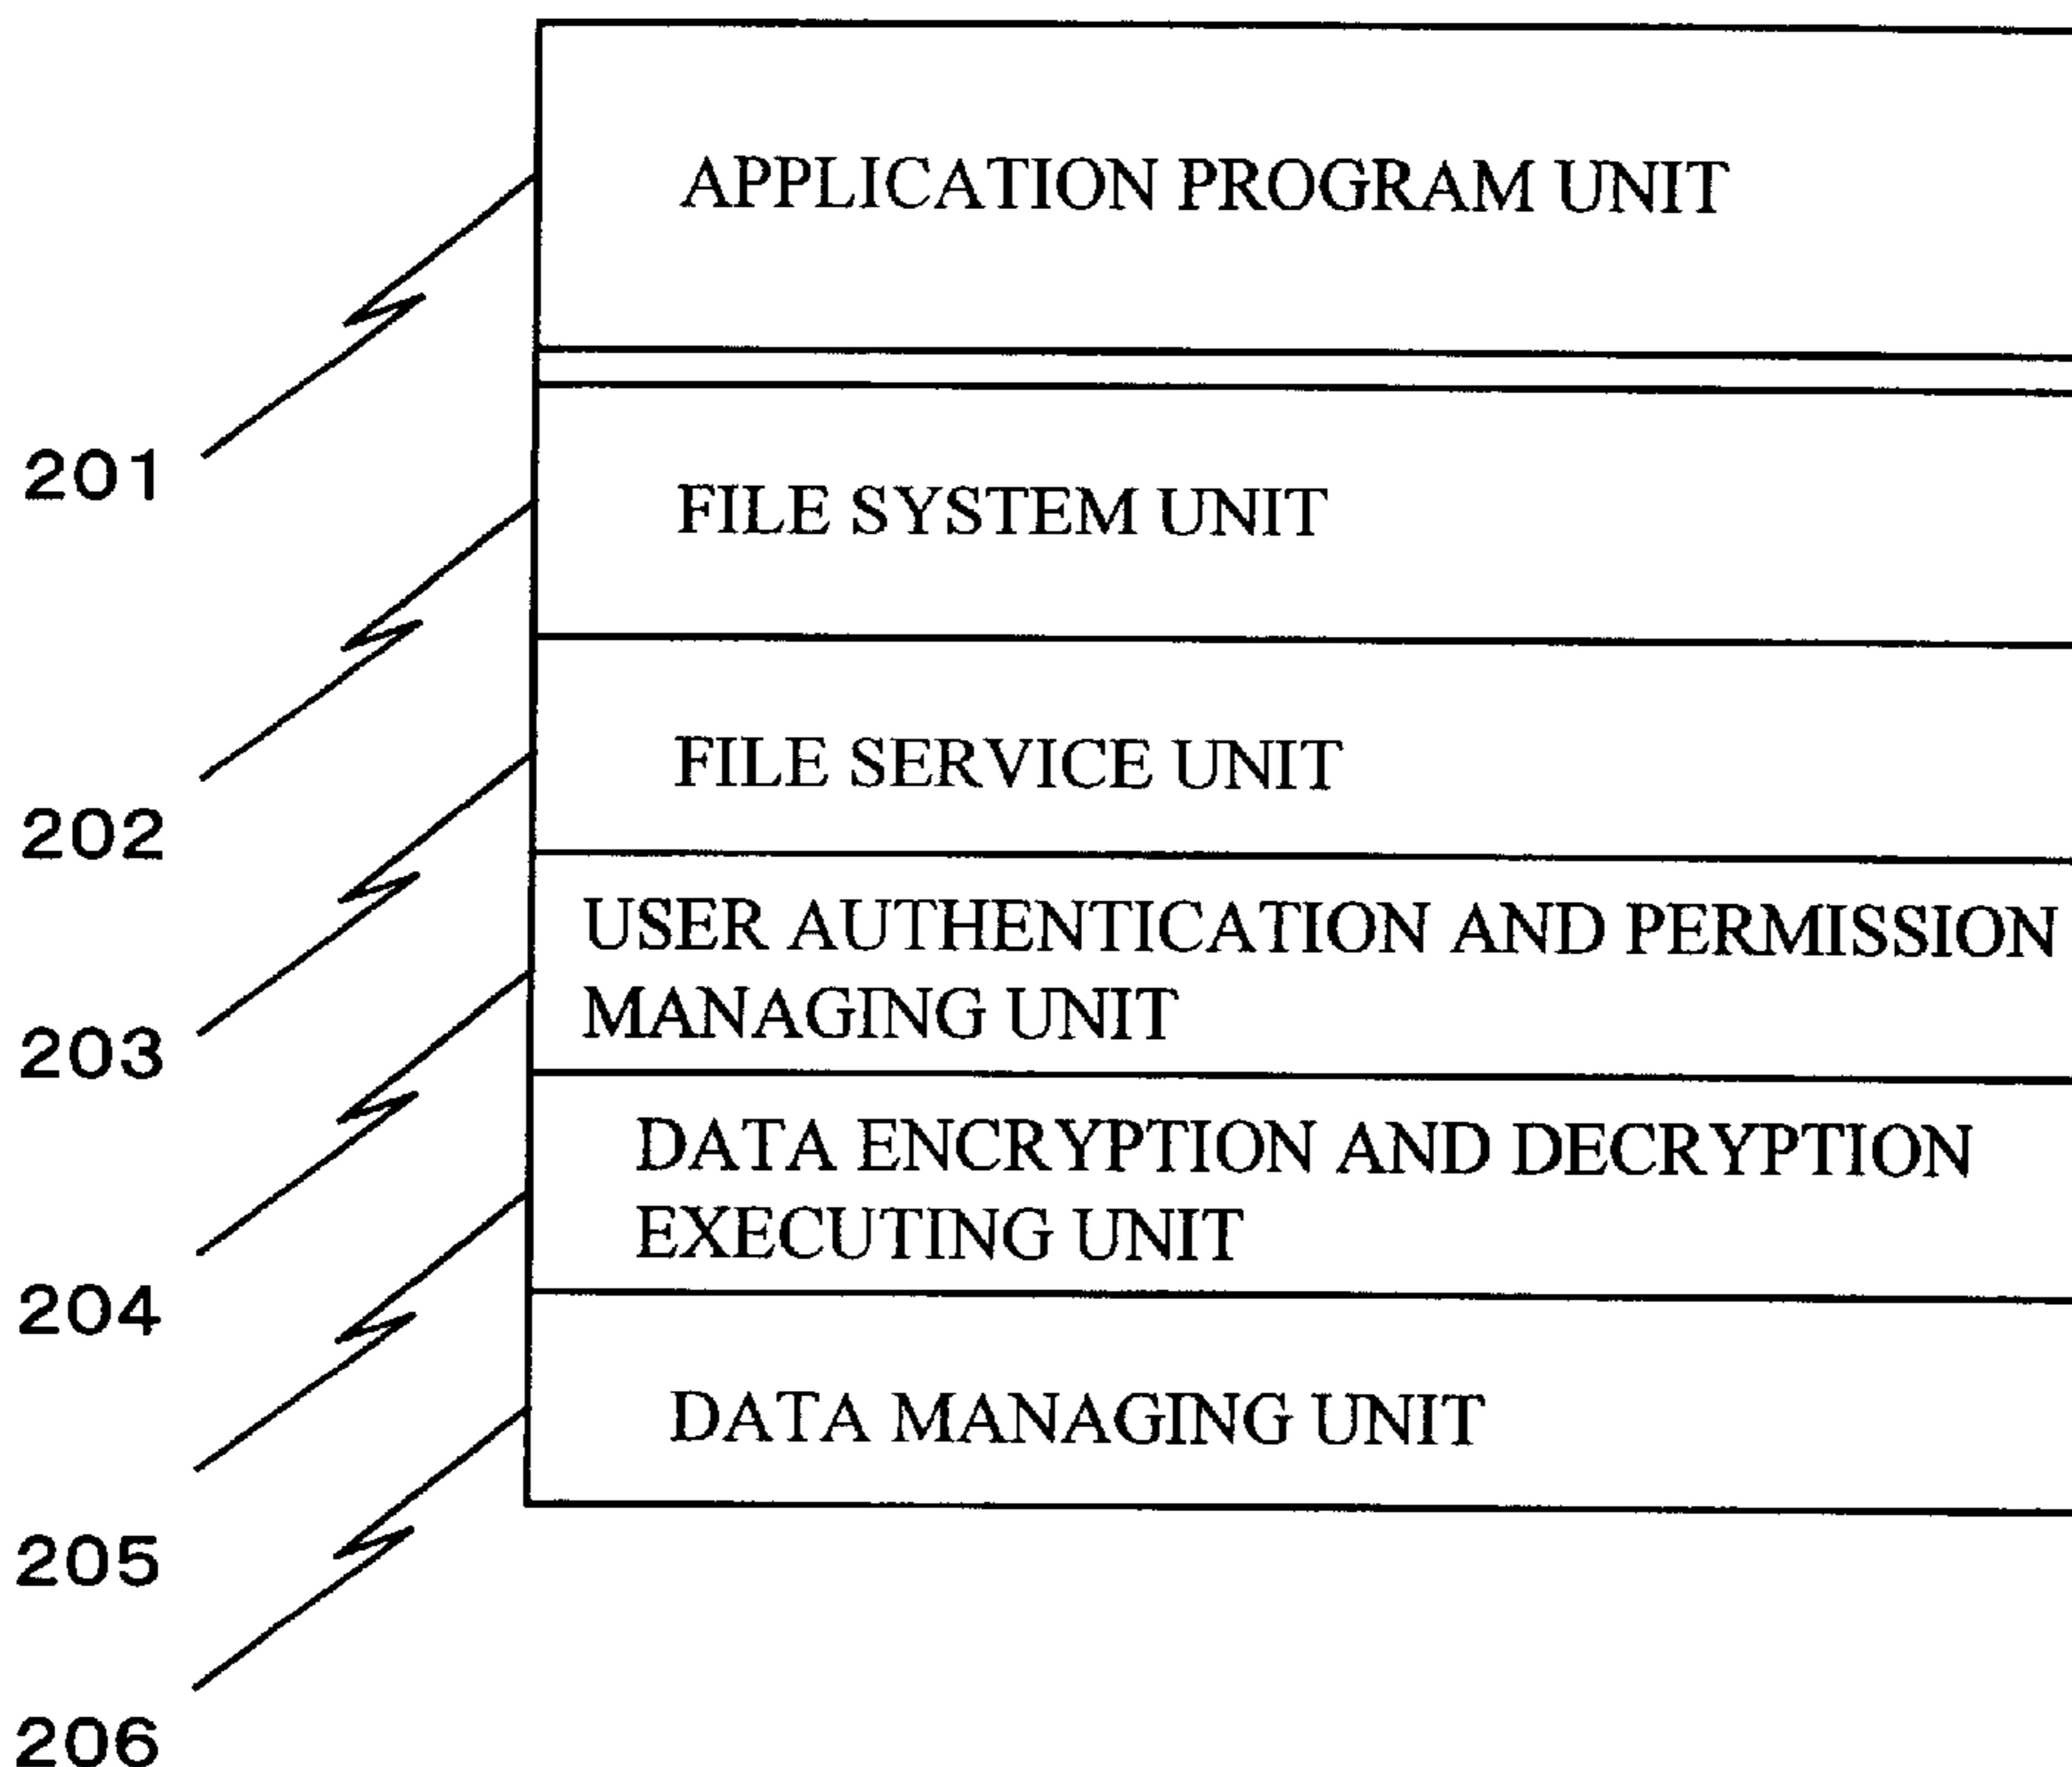 APPLICATION PROGRAM UNIT
201
FILE SYSTEM UNIT
202
FILE SERVICE UNIT
203
USER AUTHENTICATION AND PERMISSION
MANAGING UNIT
204
DATA ENCRYPTION AND DECRYPTION
EXECUTING UNIT
205
DATA MANAGING UNIT
206